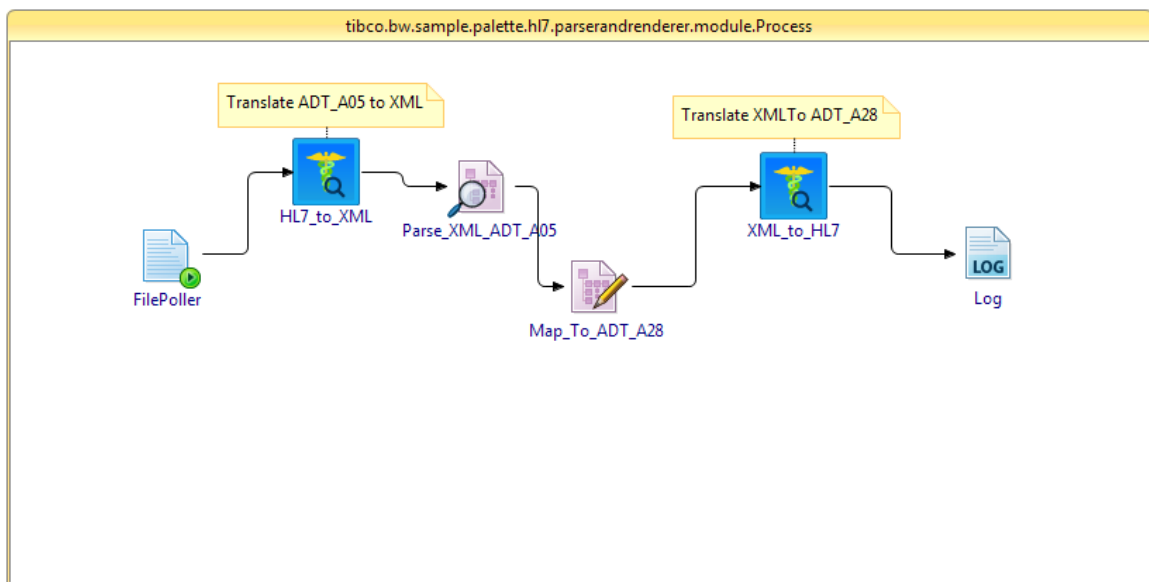 tibco.bw.sample.palette.hl7.parserandrenderer.module.Process
Translate ADT_A05 to XML
Translate XMLTo ADT_A28
HL7_to_XML
Parse_XML_ADT_A05
XML_to_HL7
FilePoller
LOG
Log
Map_To_ADT_A28